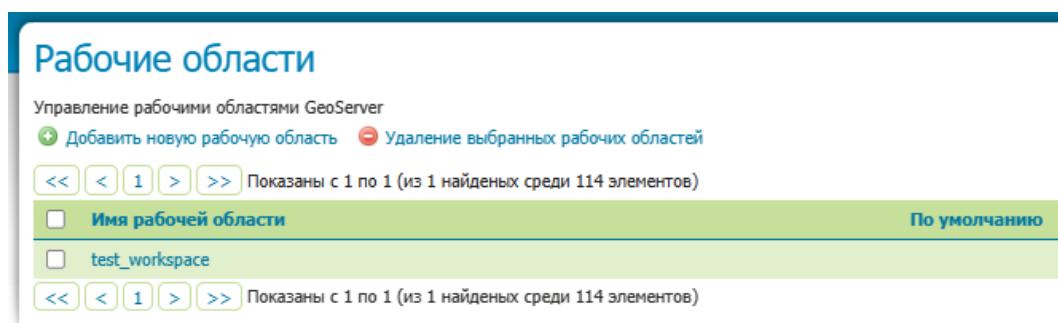 Рабочие области
Управление рабочими областями GeoServer
Добавить новую рабочую область Удаление выбранных рабочих областей
<< < 1 > >> Показаны с 1 по 1 (из 1 найденых среди 114 элементов)
Имя рабочей области По умолчанию
test_workspace
<< < 1 > >> Показаны с 1 по 1 (из 1 найденых среди 114 элементов)